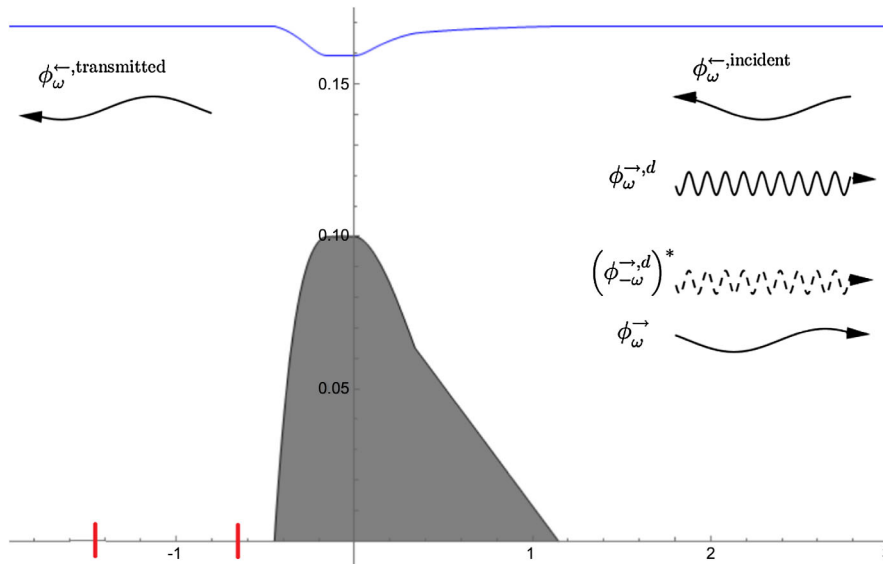 ϕ_ω^{←,transmitted}
ϕ_ω^{←,incident}
0.15
ϕ_ω^{→,d}
0.10
(ϕ_{-ω}^{→,d})^*
ϕ_ω^→
0.05
-1
1
2